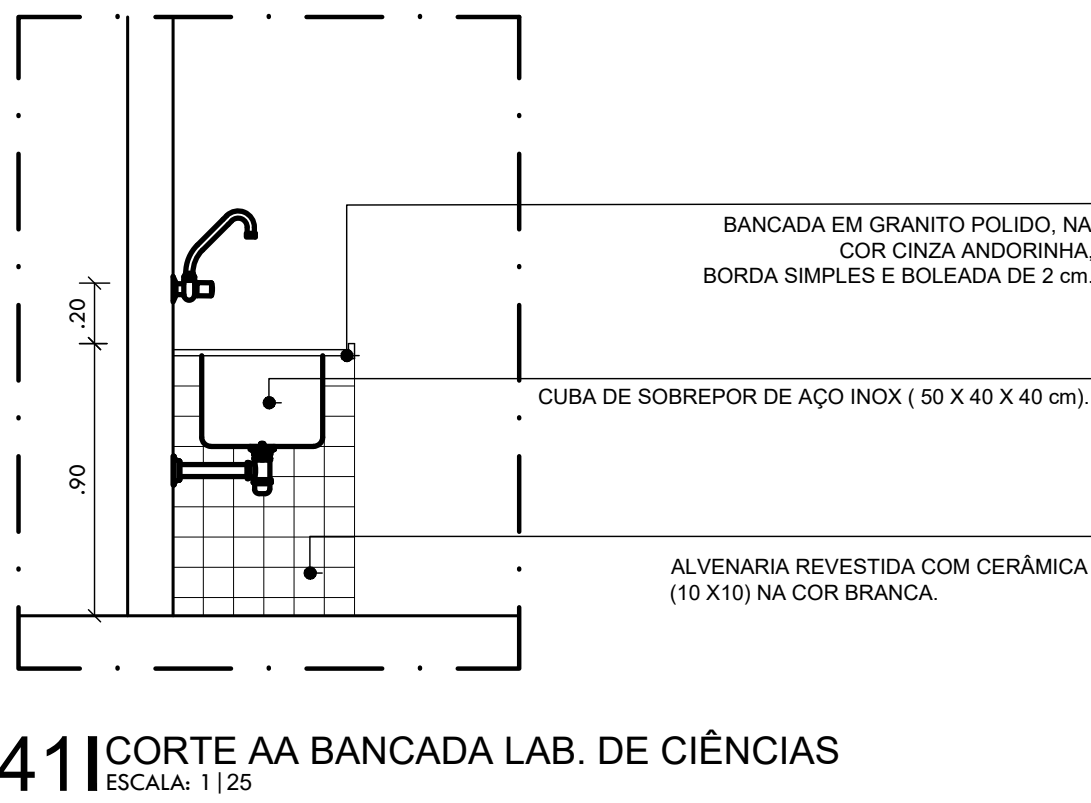 BANCADA EM GRANITO POLIDO, NA
COR CINZA ANDORINHA,
BORDA SIMPLES E BOLEADA DE 2 cm.
.20
CUBA DE SOBREPOR DE AÇO INOX ( 50 X 40 X 40 cm).
.90
ALVENARIA REVESTIDA COM CERÂMICA
(10 X10) NA COR BRANCA.
41 CORTE AA BANCADA LAB. DE CIÊNCIAS
ESCALA: 1|25